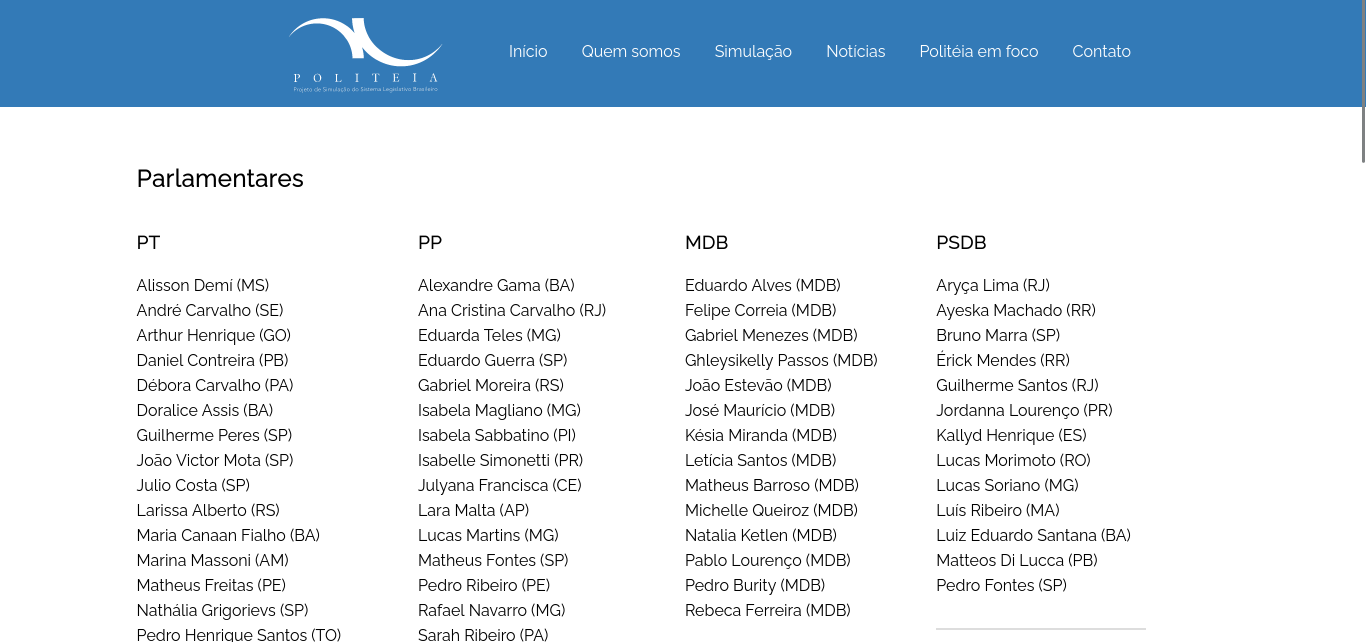 POLITEIA
Projeto de Simulação do Sistema Legislativo Brasileiro
Início
Quem somos
Simulação
Notícias
Politéia em foco
Contato
Parlamentares
PT
Alisson Demí (MS)
André Carvalho (SE)
Arthur Henrique (GO)
Daniel Contreira (PB)
Débora Carvalho (PA)
Doralice Assis (BA)
Guilherme Peres (SP)
João Victor Mota (SP)
Julio Costa (SP)
Larissa Alberto (RS)
Maria Canaan Fialho (BA)
Marina Massoni (AM)
Matheus Freitas (PE)
Nathália Grigorievs (SP)
Pedro Henrique Santos (TO)
PP
Alexandre Gama (BA)
Ana Cristina Carvalho (RJ)
Eduarda Teles (MG)
Eduardo Guerra (SP)
Gabriel Moreira (RS)
Isabela Magliano (MG)
Isabela Sabbatino (PI)
Isabelle Simonetti (PR)
Julyana Francisca (CE)
Lara Malta (AP)
Lucas Martins (MG)
Matheus Fontes (SP)
Pedro Ribeiro (PE)
Rafael Navarro (MG)
Sarah Ribeiro (PA)
MDB
Eduardo Alves (MDB)
Felipe Correia (MDB)
Gabriel Menezes (MDB)
Ghleysikelly Passos (MDB)
João Estevão (MDB)
José Maurício (MDB)
Késia Miranda (MDB)
Letícia Santos (MDB)
Matheus Barroso (MDB)
Michelle Queiroz (MDB)
Natalia Ketlen (MDB)
Pablo Lourenço (MDB)
Pedro Burity (MDB)
Rebeca Ferreira (MDB)
PSDB
Aryça Lima (RJ)
Ayeska Machado (RR)
Bruno Marra (SP)
Érick Mendes (RR)
Guilherme Santos (RJ)
Jordanna Lourenço (PR)
Kallyd Henrique (ES)
Lucas Morimoto (RO)
Lucas Soriano (MG)
Luís Ribeiro (MA)
Luiz Eduardo Santana (BA)
Matteos Di Lucca (PB)
Pedro Fontes (SP)